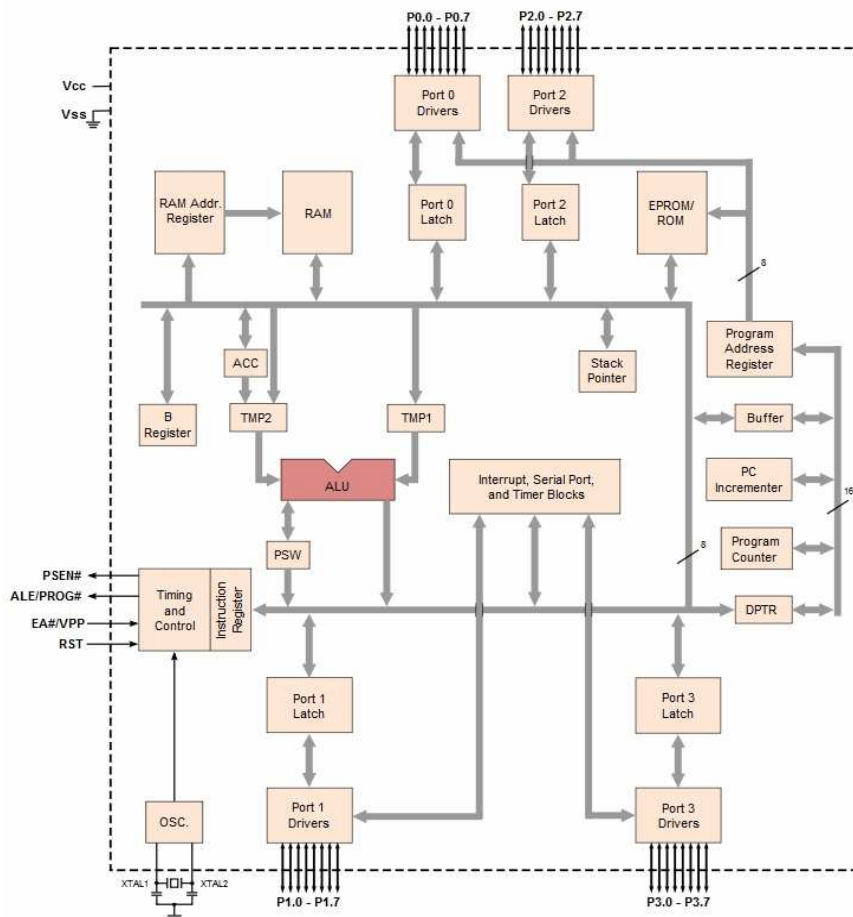 P0.0 - P0.7
P2.0 - P2.7
Vcc
Vss
Port 0
Drivers
Port 2
Drivers
RAM Addr.
Register
RAM
Port 0
Latch
Port 2
Latch
EPROM/
ROM
8
Program
Address
Register
ACC
Stack
Pointer
B
Register
TMP2
TMP1
Buffer
ALU
Interrupt, Serial Port,
and Timer Blocks
PC
Incrementer
16
PSW
8
Program
Counter
PSEN#
ALE/PROG#
EA#/VPP
RST
Timing
and
Control
Instruction
Register
DPTR
Port 1
Latch
Port 3
Latch
OSC.
Port 1
Drivers
Port 3
Drivers
XTAL1
XTAL2
P1.0 - P1.7
P3.0 - P3.7